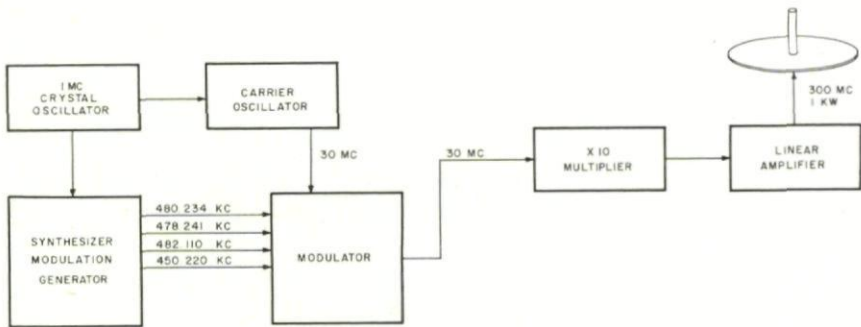 1 MC
CRYSTAL
OSCILLATOR
CARRIER
OSCILLATOR
30 MC
30 MC
X 10
MULTIPLIER
LINEAR
AMPLIFIER
300 MC
1 KW
SYNTHESIZER
MODULATION
GENERATOR
480 234 KC
478 241 KC
482 110 KC
450 220 KC
MODULATOR